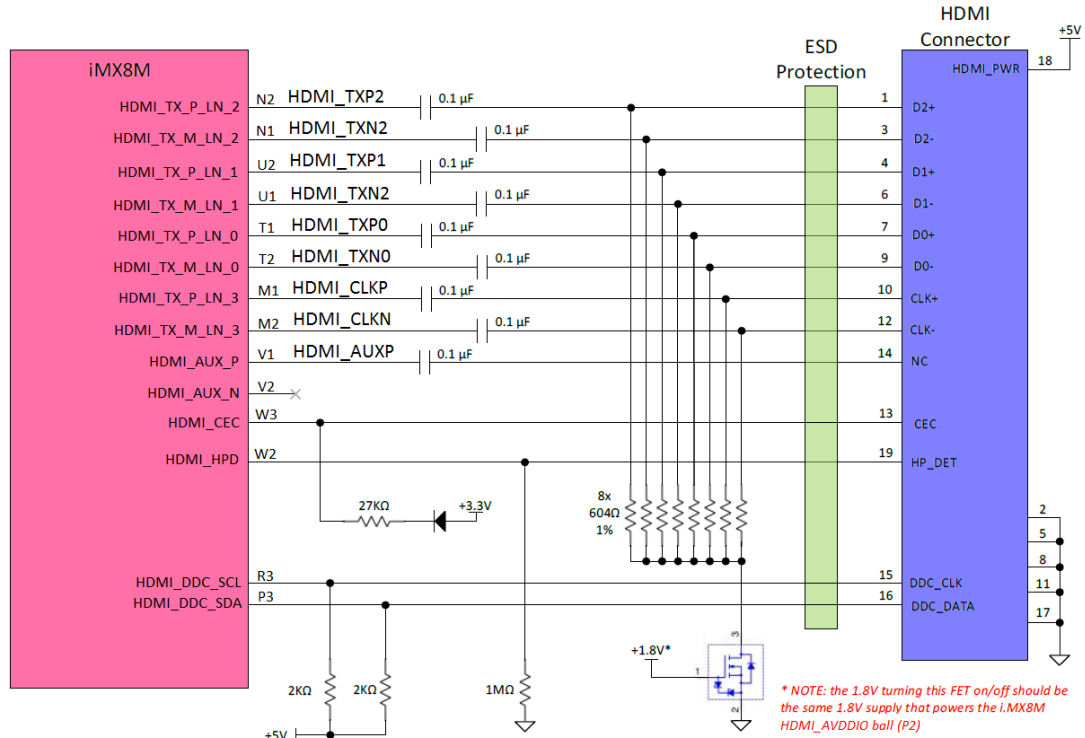 HDMI
Connector
+5V
ESD
Protection
iMX8M
HDMI_PWR 18
HDMI_TX_P_LN_2 N2 HDMI_TXP2 0.1 µF 1 D2+
HDMI_TX_M_LN_2 N1 HDMI_TXN2 0.1 µF 3 D2-
HDMI_TX_P_LN_1 U2 HDMI_TXP1 0.1 µF 4 D1+
HDMI_TX_M_LN_1 U1 HDMI_TXN2 0.1 µF 6 D1-
HDMI_TX_P_LN_0 T1 HDMI_TXP0 0.1 µF 7 D0+
HDMI_TX_M_LN_0 T2 HDMI_TXN0 0.1 µF 9 D0-
HDMI_TX_P_LN_3 M1 HDMI_CLKP 0.1 µF 10 CLK+
HDMI_TX_M_LN_3 M2 HDMI_CLKN 0.1 µF 12 CLK-
HDMI_AUX_P V1 HDMI_AUXP 0.1 µF 14 NC
HDMI_AUX_N V2
HDMI_CEC W3 13 CEC
HDMI_HPD W2 19 HP_DET
27KΩ +3.3V
8x
604Ω
1%
2
5
8
11
17
HDMI_DDC_SCL R3 15 DDC_CLK
HDMI_DDC_SDA P3 16 DDC_DATA
2KΩ 2KΩ 1MΩ
+5V
+1.8V*
3
1
2
* NOTE: the 1.8V turning this FET on/off should be
the same 1.8V supply that powers the i.MX8M
HDMI_AVDDIO ball (P2)